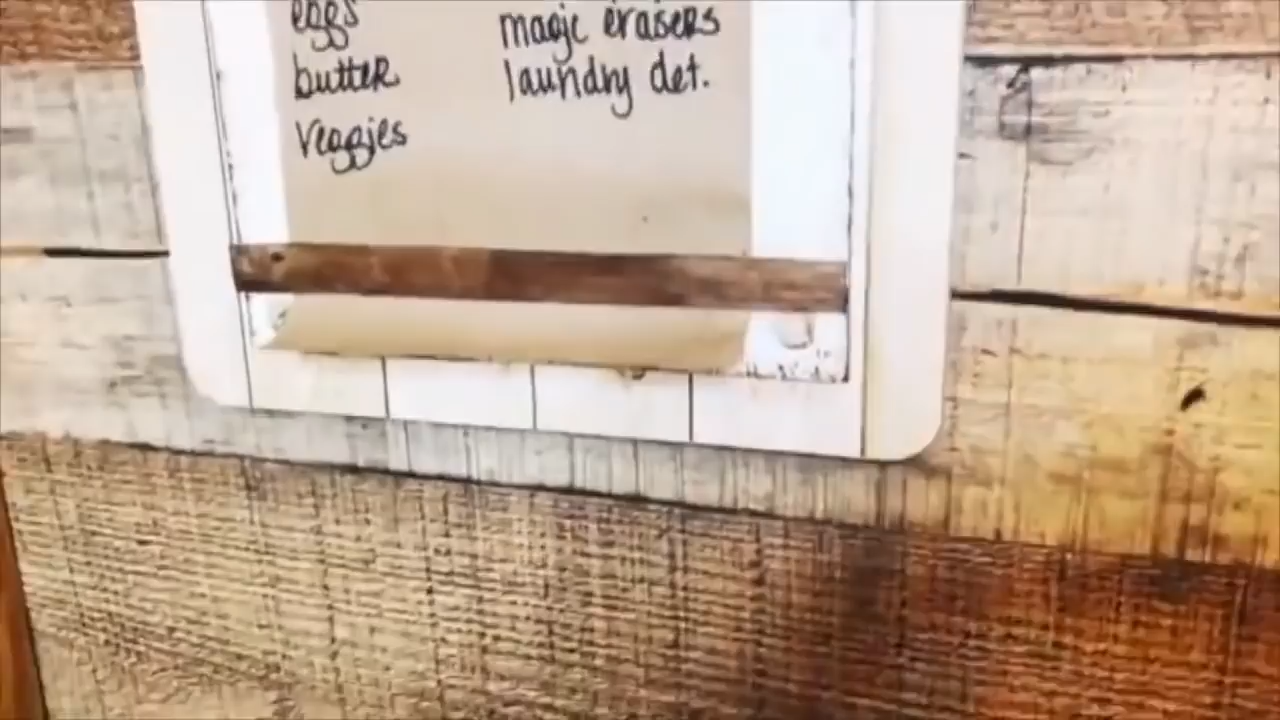 eggs
butter
veggies
magic erasers
laundry det.